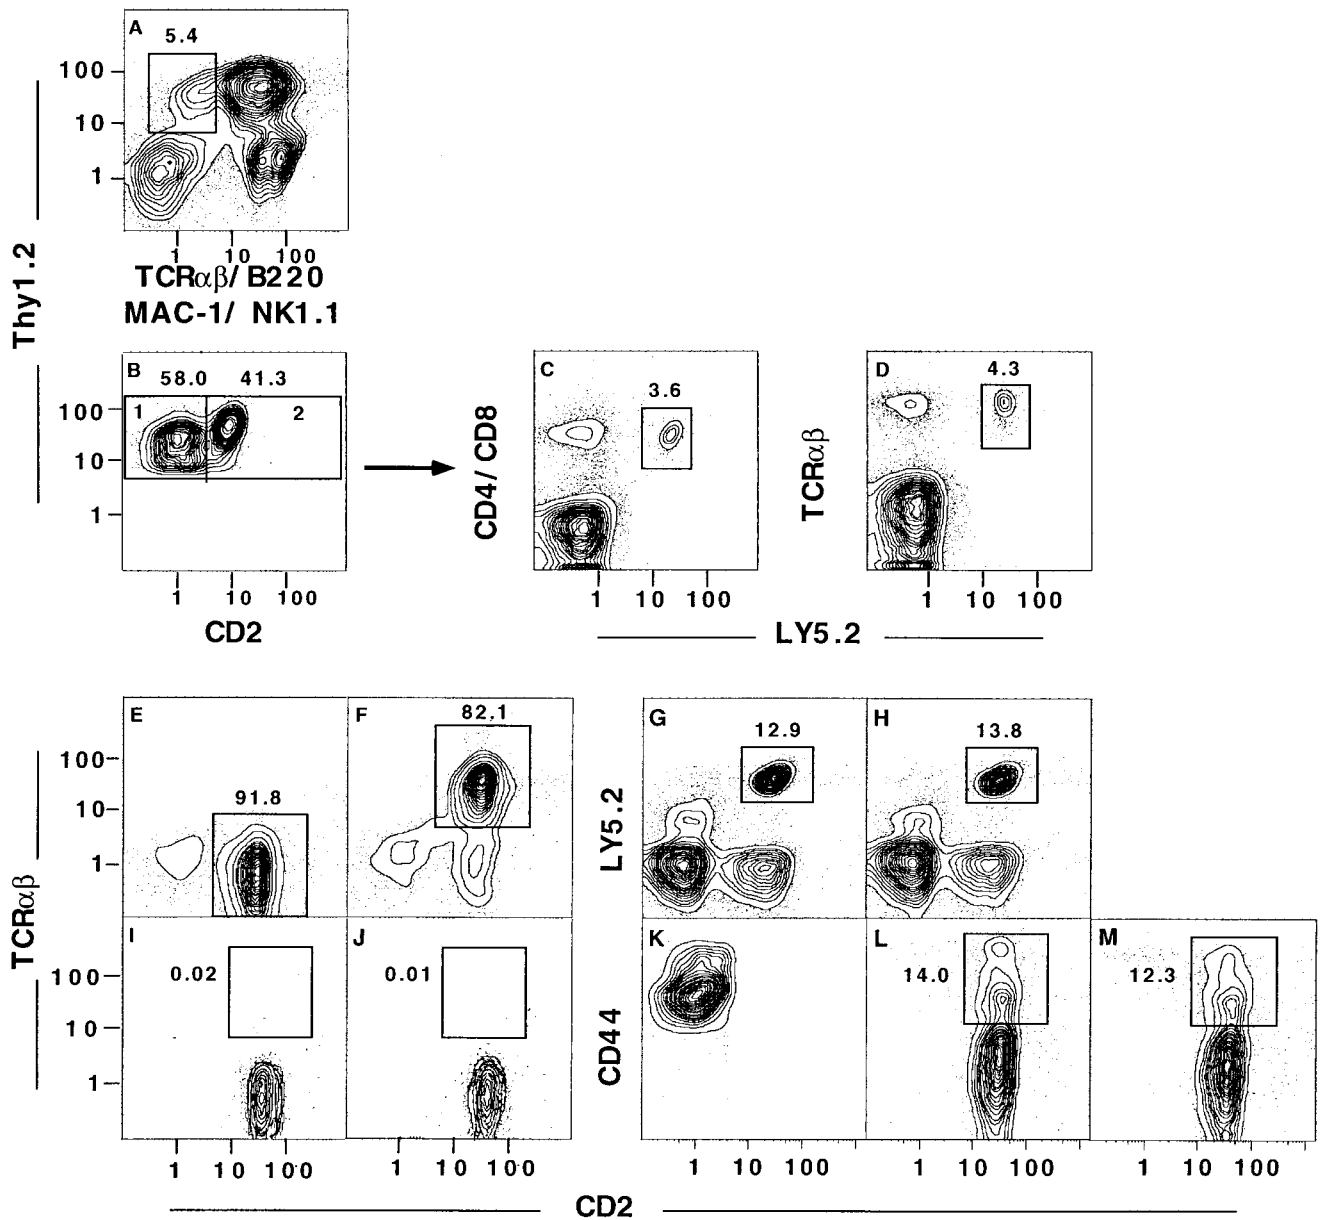 A
5.4
100
10
1
1 10 100
TCRαβ/ B220
MAC-1/ NK1.1
Thy1.2
B
58.0 41.3
1 2
100
10
1
1 10 100
CD2
C
3.6
CD4/ CD8
1 10 100
D
4.3
TCRαβ
1 10 100
LY5.2
E
91.8
F
82.1
100
10
1
TCRαβ
G
12.9
H
13.8
LY5.2
I
0.02
J
0.01
100
10
1
K
L
14.0
M
12.3
CD44
1 10 100
1 10 100
1 10 100
1 10 100
1 10 100
CD2